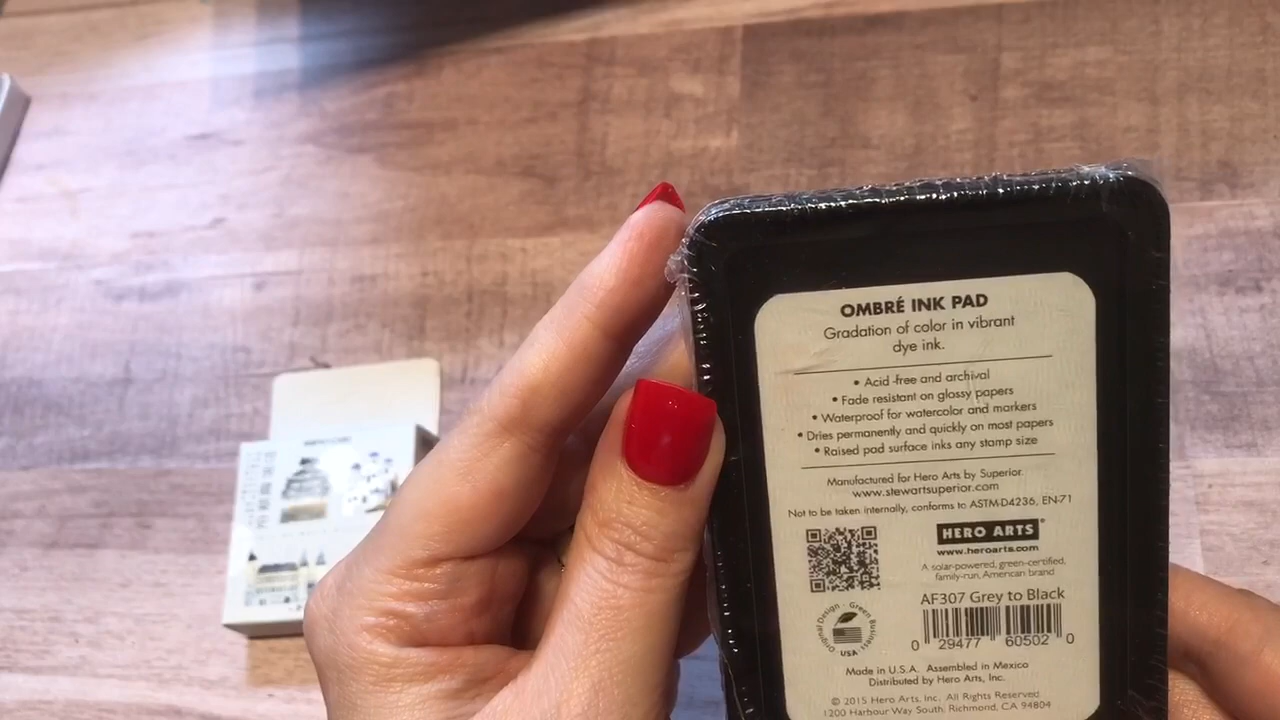 OMBRÉ INK PAD
Gradation of color in vibrant
dye ink.
• Acid -free and archival
• Fade resistant on glossy papers
• Waterproof for watercolor and markers
• Dries permanently and quickly on most papers
• Raised pad surface inks any stamp size
Manufactured for Hero Arts by Superior.
www.stewartsuperior.com
Not to be taken internally, conforms to ASTM-D4236, EN-71
HERO ARTS®
www.heroarts.com
A solar-powered, green-certified,
family-run, American brand
Original Design · Green Business
USA
AF307 Grey to Black
0 29477 60502 0
Made in U.S.A. Assembled in Mexico
Distributed by Hero Arts, Inc.
© 2015 Hero Arts, Inc. All Rights Reserved
1200 Harbour Way South, Richmond, CA 94804